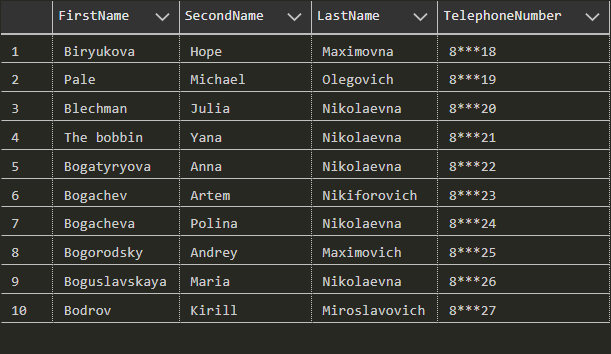 FirstName SecondName LastName TelephoneNumber
1 Biryukova Hope Maximovna 8***18
2 Pale Michael Olegovich 8***19
3 Blechman Julia Nikolaevna 8***20
4 The bobbin Yana Nikolaevna 8***21
5 Bogatyryova Anna Nikolaevna 8***22
6 Bogachev Artem Nikiforovich 8***23
7 Bogacheva Polina Nikolaevna 8***24
8 Bogorodsky Andrey Maximovich 8***25
9 Boguslavskaya Maria Nikolaevna 8***26
10 Bodrov Kirill Miroslavovich 8***27